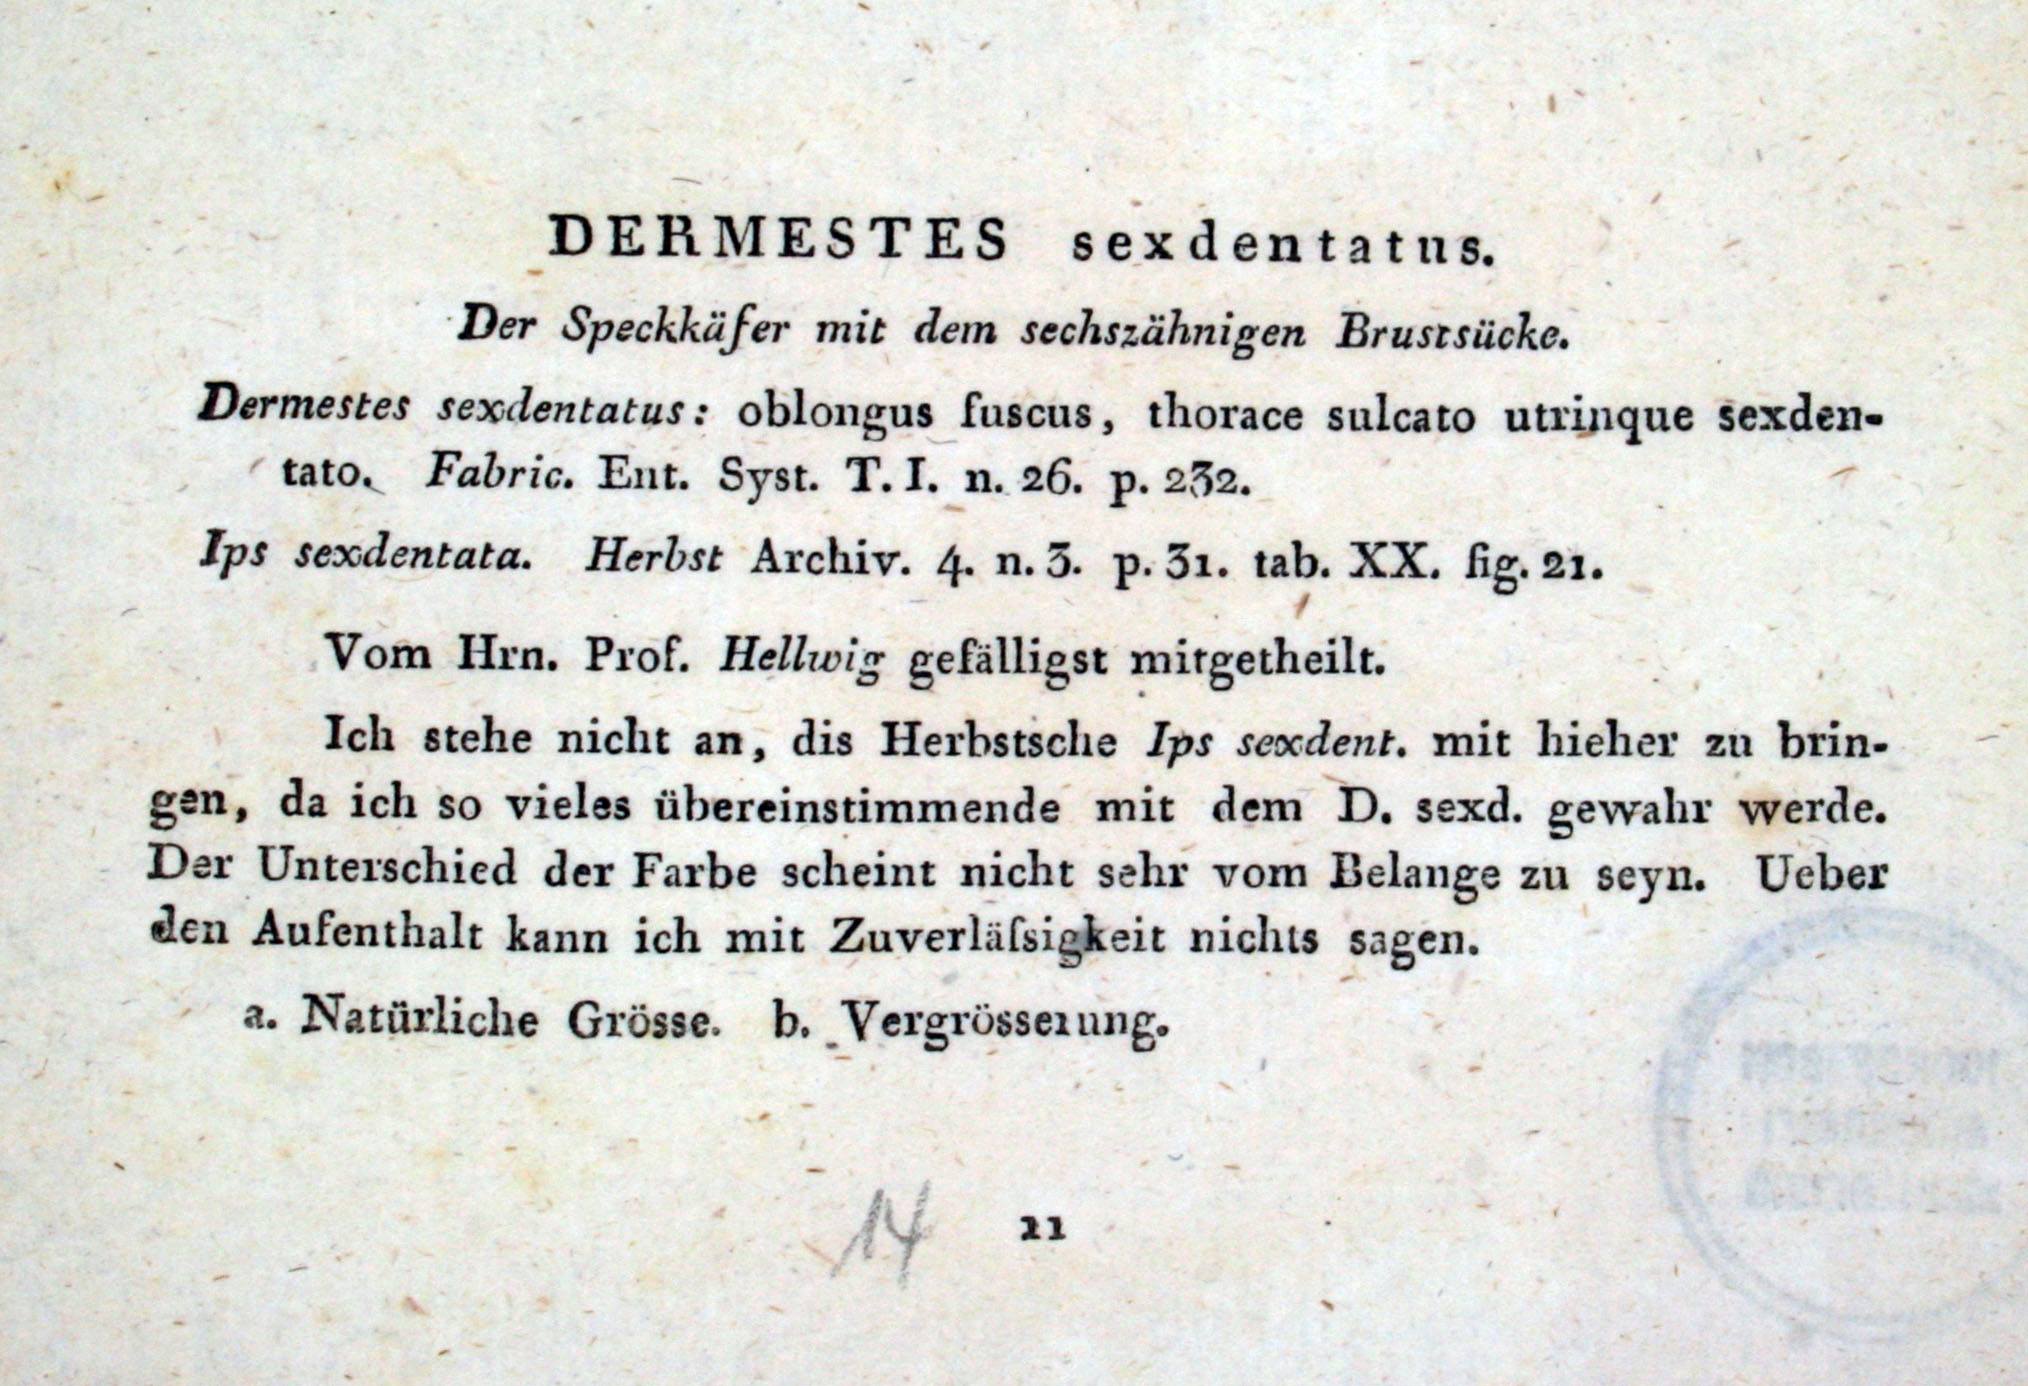 DERMESTES sexdentatus.
Der Speckkäfer mit dem sechszähnigen Brustsücke.
Dermestes sexdentatus: oblongus fuscus, thorace sulcato utrinque sexden-
tato. Fabric. Ent. Syst. T. I. n. 26. p. 232.
Ips sexdentata. Herbst Archiv. 4. n. 3. p. 31. tab. XX. fig. 21.
Vom Hrn. Prof. Hellwig gefälligst mitgetheilt.
Ich stehe nicht an, dis Herbstsche Ips sexdent. mit hieher zu brin-
gen, da ich so vieles übereinstimmende mit dem D. sexd. gewahr werde.
Der Unterschied der Farbe scheint nicht sehr vom Belange zu seyn. Ueber
den Aufenthalt kann ich mit Zuverläſsigkeit nichts sagen.
a. Natürliche Grösse. b. Vergrösserung.
14 11